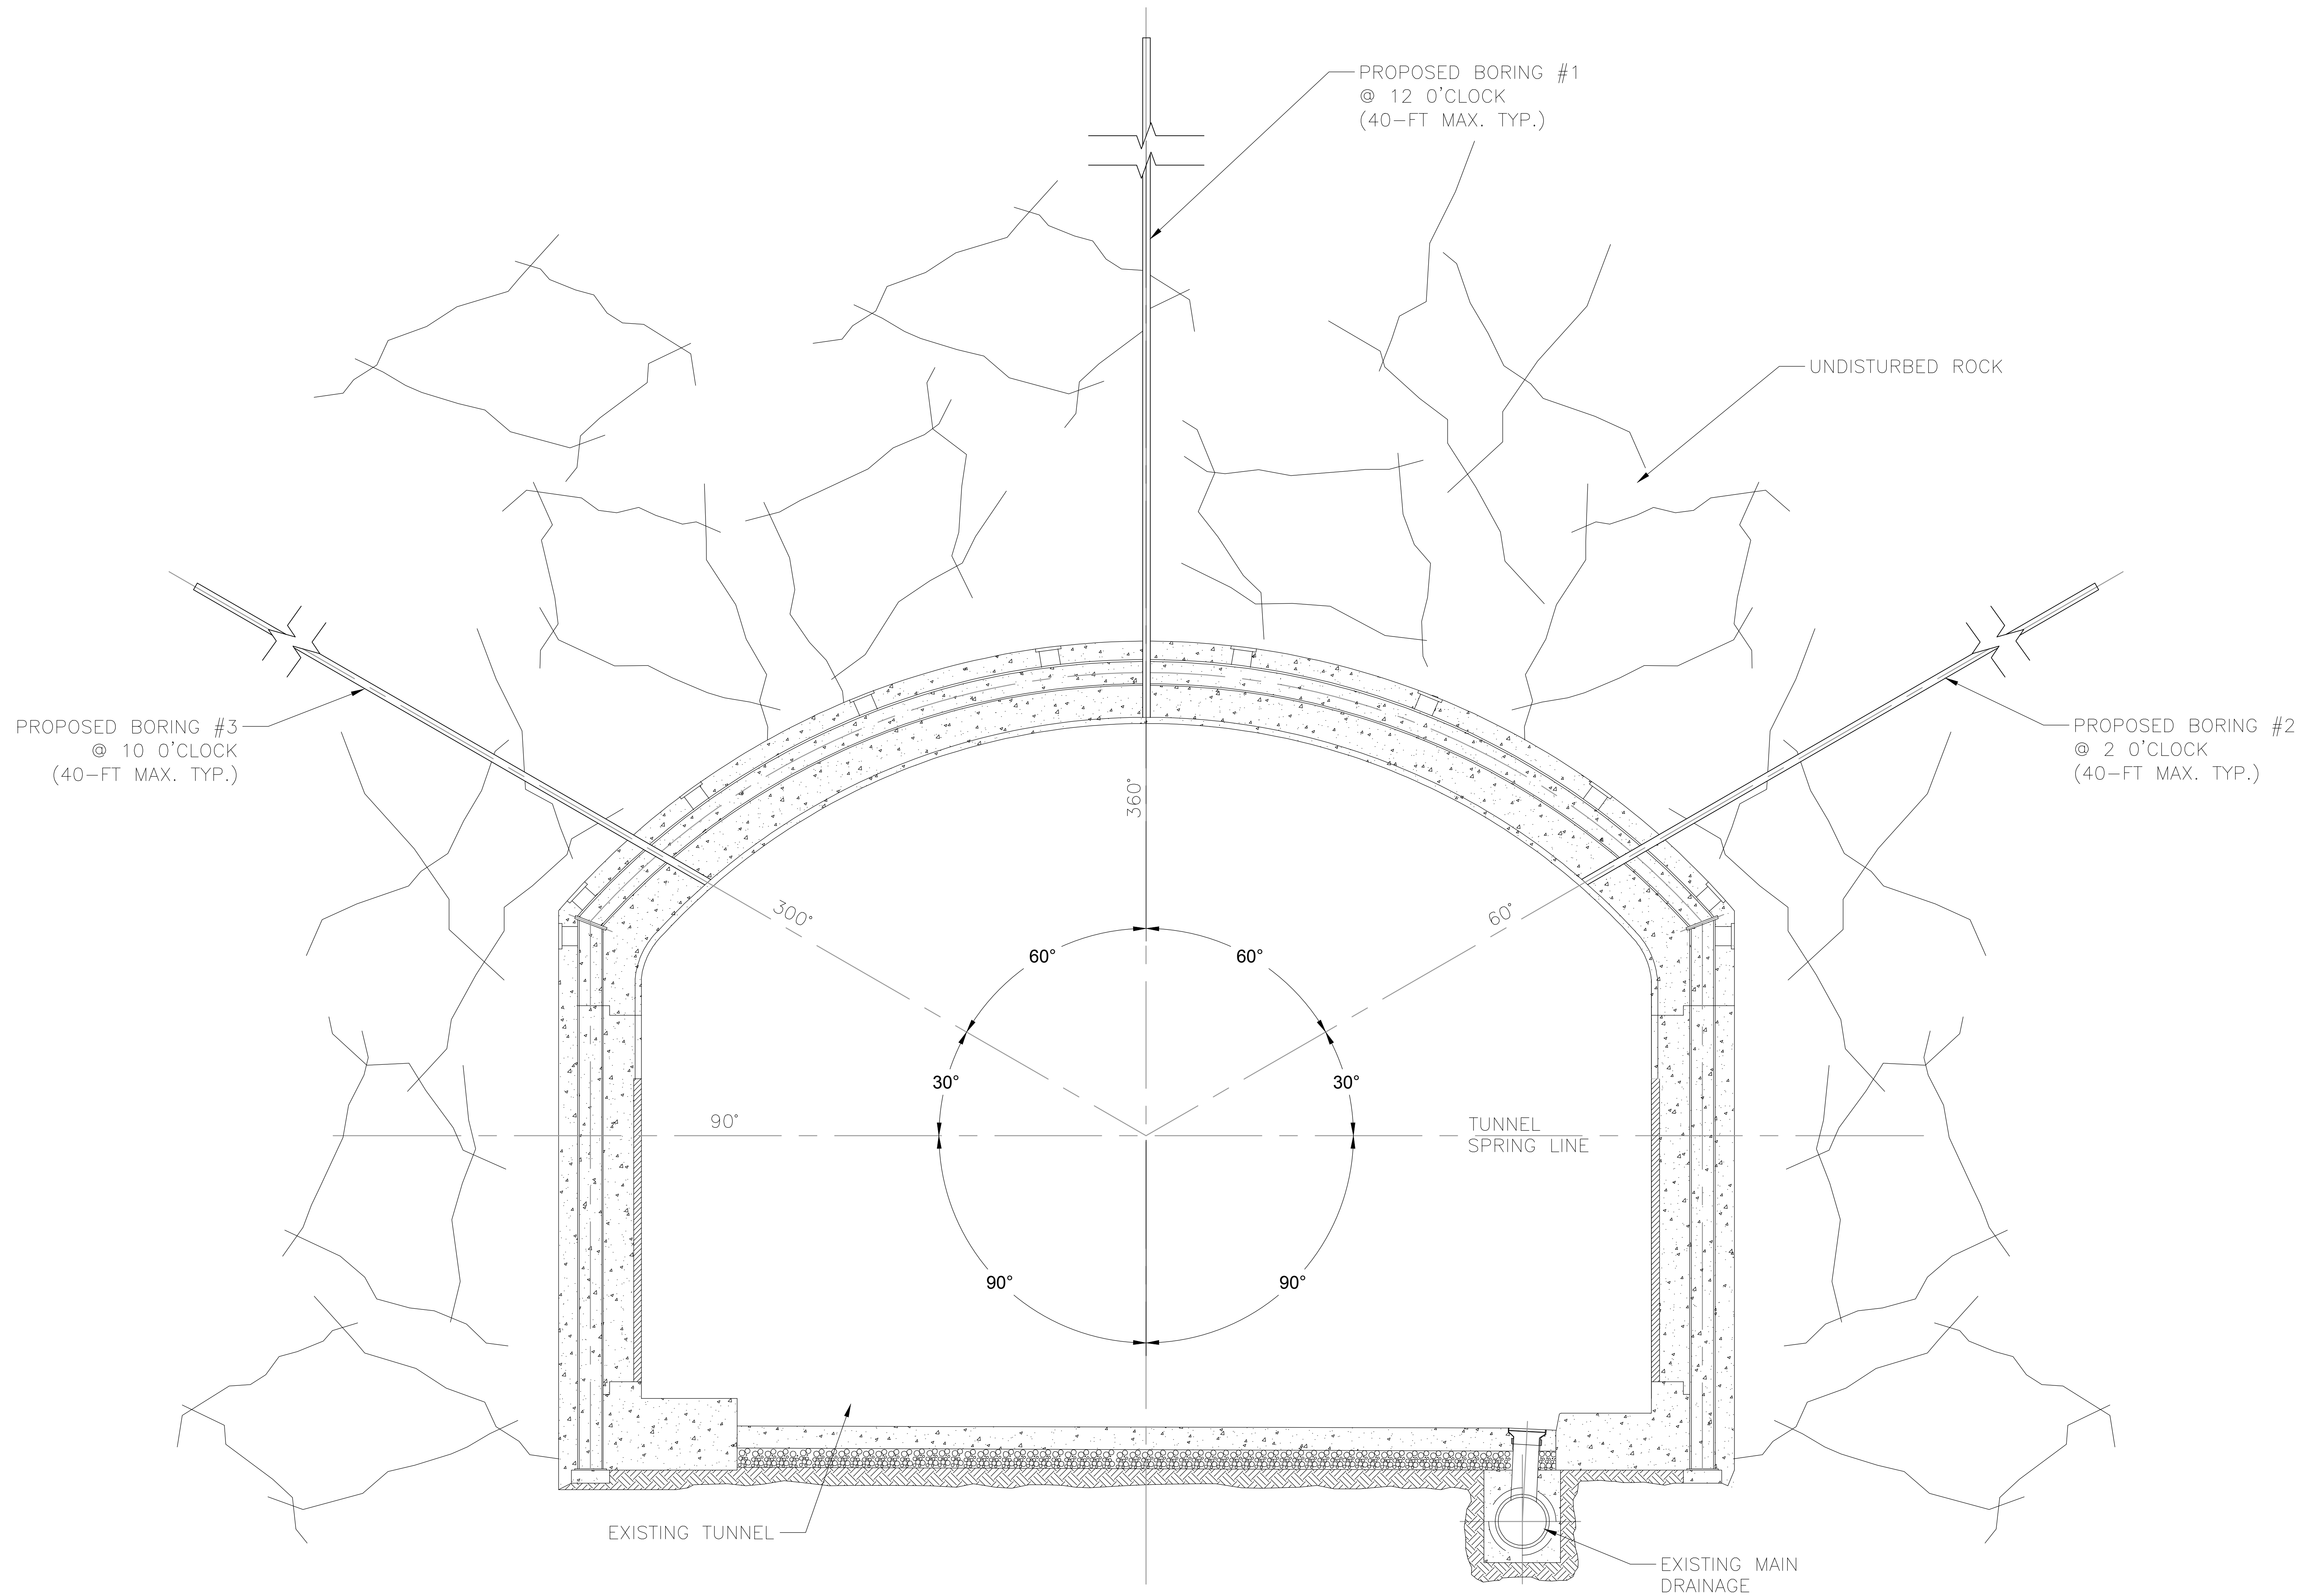 PROPOSED BORING #1
@ 12 O'CLOCK
(40-FT MAX. TYP.)
UNDISTURBED ROCK
PROPOSED BORING #3
@ 10 O'CLOCK
(40-FT MAX. TYP.)
PROPOSED BORING #2
@ 2 O'CLOCK
(40-FT MAX. TYP.)
360°
300°
60°
60°
60°
30°
30°
90°
TUNNEL
SPRING LINE
90°
90°
EXISTING TUNNEL
EXISTING MAIN
DRAINAGE